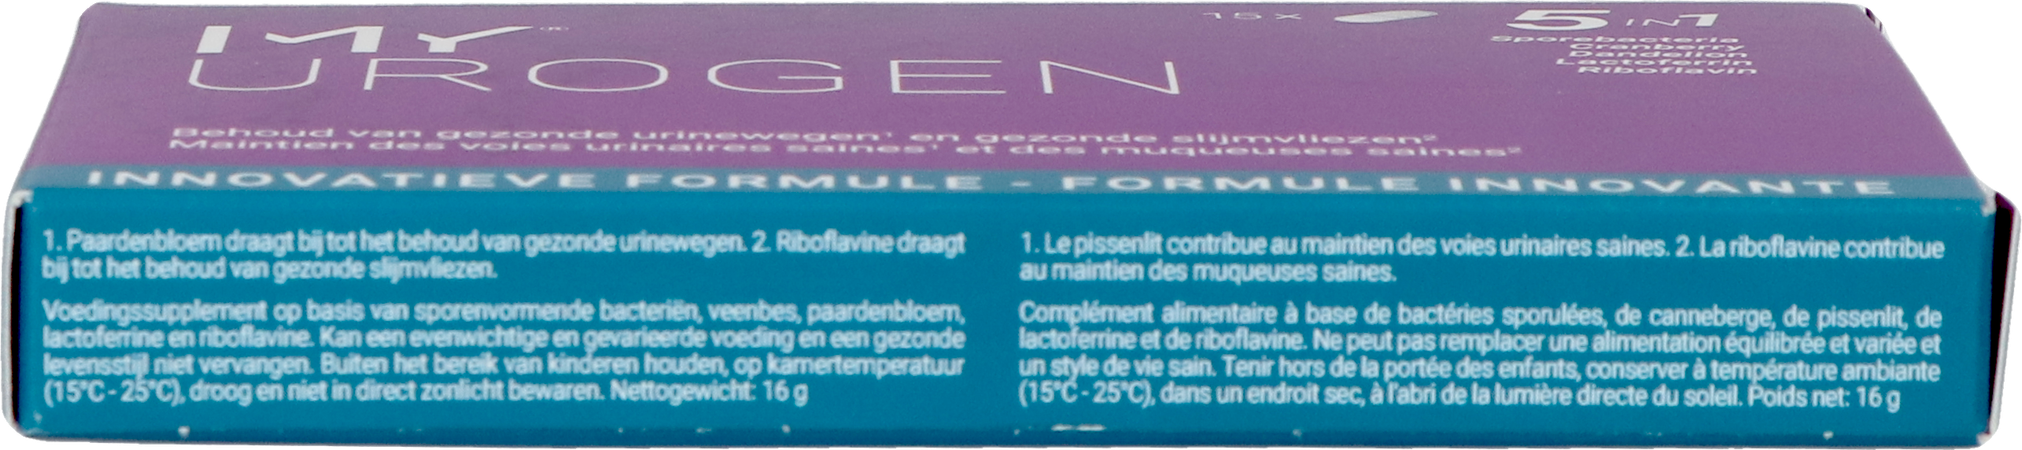 MY®
UROGEN
15x
5 IN 1
Sporebacteria
Cranberry
Dandelion
Lactoferrin
Riboflavin
Behoud van gezonde urinewegen¹ en gezonde slijmvliezen²
Maintien des voies urinaires saines¹ et des muqueuses saines²
INNOVATIEVE FORMULE - FORMULE INNOVANTE
1. Paardenbloem draagt bij tot het behoud van gezonde urinewegen. 2. Riboflavine draagt
bij tot het behoud van gezonde slijmvliezen.
Voedingssupplement op basis van sporenvormende bacteriën, veenbes, paardenbloem,
lactoferrine en riboflavine. Kan een evenwichtige en gevarieerde voeding en een gezonde
levensstijl niet vervangen. Buiten het bereik van kinderen houden, op kamertemperatuur
(15°C - 25°C), droog en niet in direct zonlicht bewaren. Nettogewicht: 16 g
1. Le pissenlit contribue au maintien des voies urinaires saines. 2. La riboflavine contribue
au maintien des muqueuses saines.
Complément alimentaire à base de bactéries sporulées, de canneberge, de pissenlit, de
lactoferrine et de riboflavine. Ne peut pas remplacer une alimentation équilibrée et variée et
un style de vie sain. Tenir hors de la portée des enfants, conserver à température ambiante
(15°C - 25°C), dans un endroit sec, à l'abri de la lumière directe du soleil. Poids net: 16 g